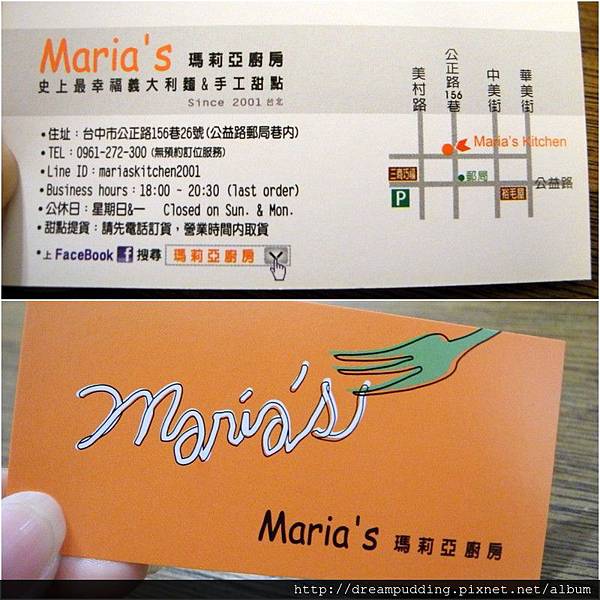 Maria's 瑪莉亞廚房
史上最幸福義大利麵&手工甜點
Since 2001 台北
•住址：台中市公正路156巷26號(公益路郵局巷內)
•TEL：0961-272-300 (無預約訂位服務)
•Line ID：mariaskitchen2001
•Business hours：18:00 ~ 20:30 (last order)
•公休日：星期日&一 Closed on Sun. & Mon.
•甜點提貨：請先電話訂貨，營業時間內取貨
•上 FaceBook f 搜尋 瑪莉亞廚房
美村路
公正路156巷
中美街
華美街
Maria's Kitchen
三商巧福
郵局
公益路
P
裕毛屋
Maria's
Maria's 瑪莉亞廚房
http://dreampudding.pixnet.net/album